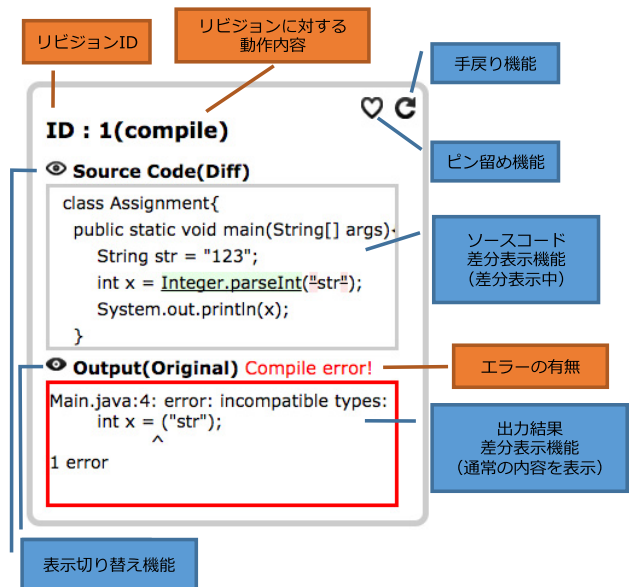 リビジョンID
リビジョンに対する
動作内容
手戻り機能
ID : 1(compile)
ピン留め機能
Source Code(Diff)
class Assignment{
public static void main(String[] args)
String str = "123";
int x = Integer.parseInt("str");
System.out.println(x);
}
ソースコード
差分表示機能
（差分表示中）
Output(Original) Compile error!
エラーの有無
Main.java:4: error: incompatible types:
int x = ("str");
^
1 error
出力結果
差分表示機能
（通常の内容を表示）
表示切り替え機能